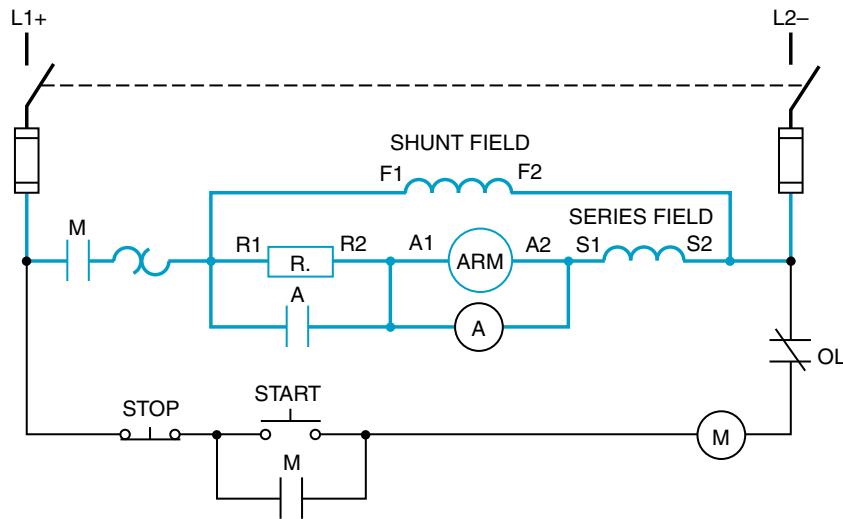 L1+ L2–
SHUNT FIELD
F1 F2
M
SERIES FIELD
R1 R2 A1 A2 S1 S2
R. ARM
A
A
OL
STOP START
M
M